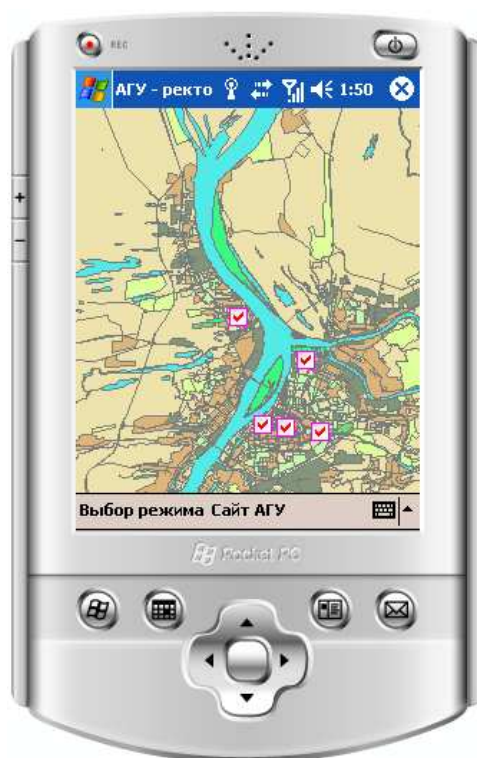 REC
АГУ - ректо 1:50
+
-
Выбор режима Сайт АГУ
Pocket PC